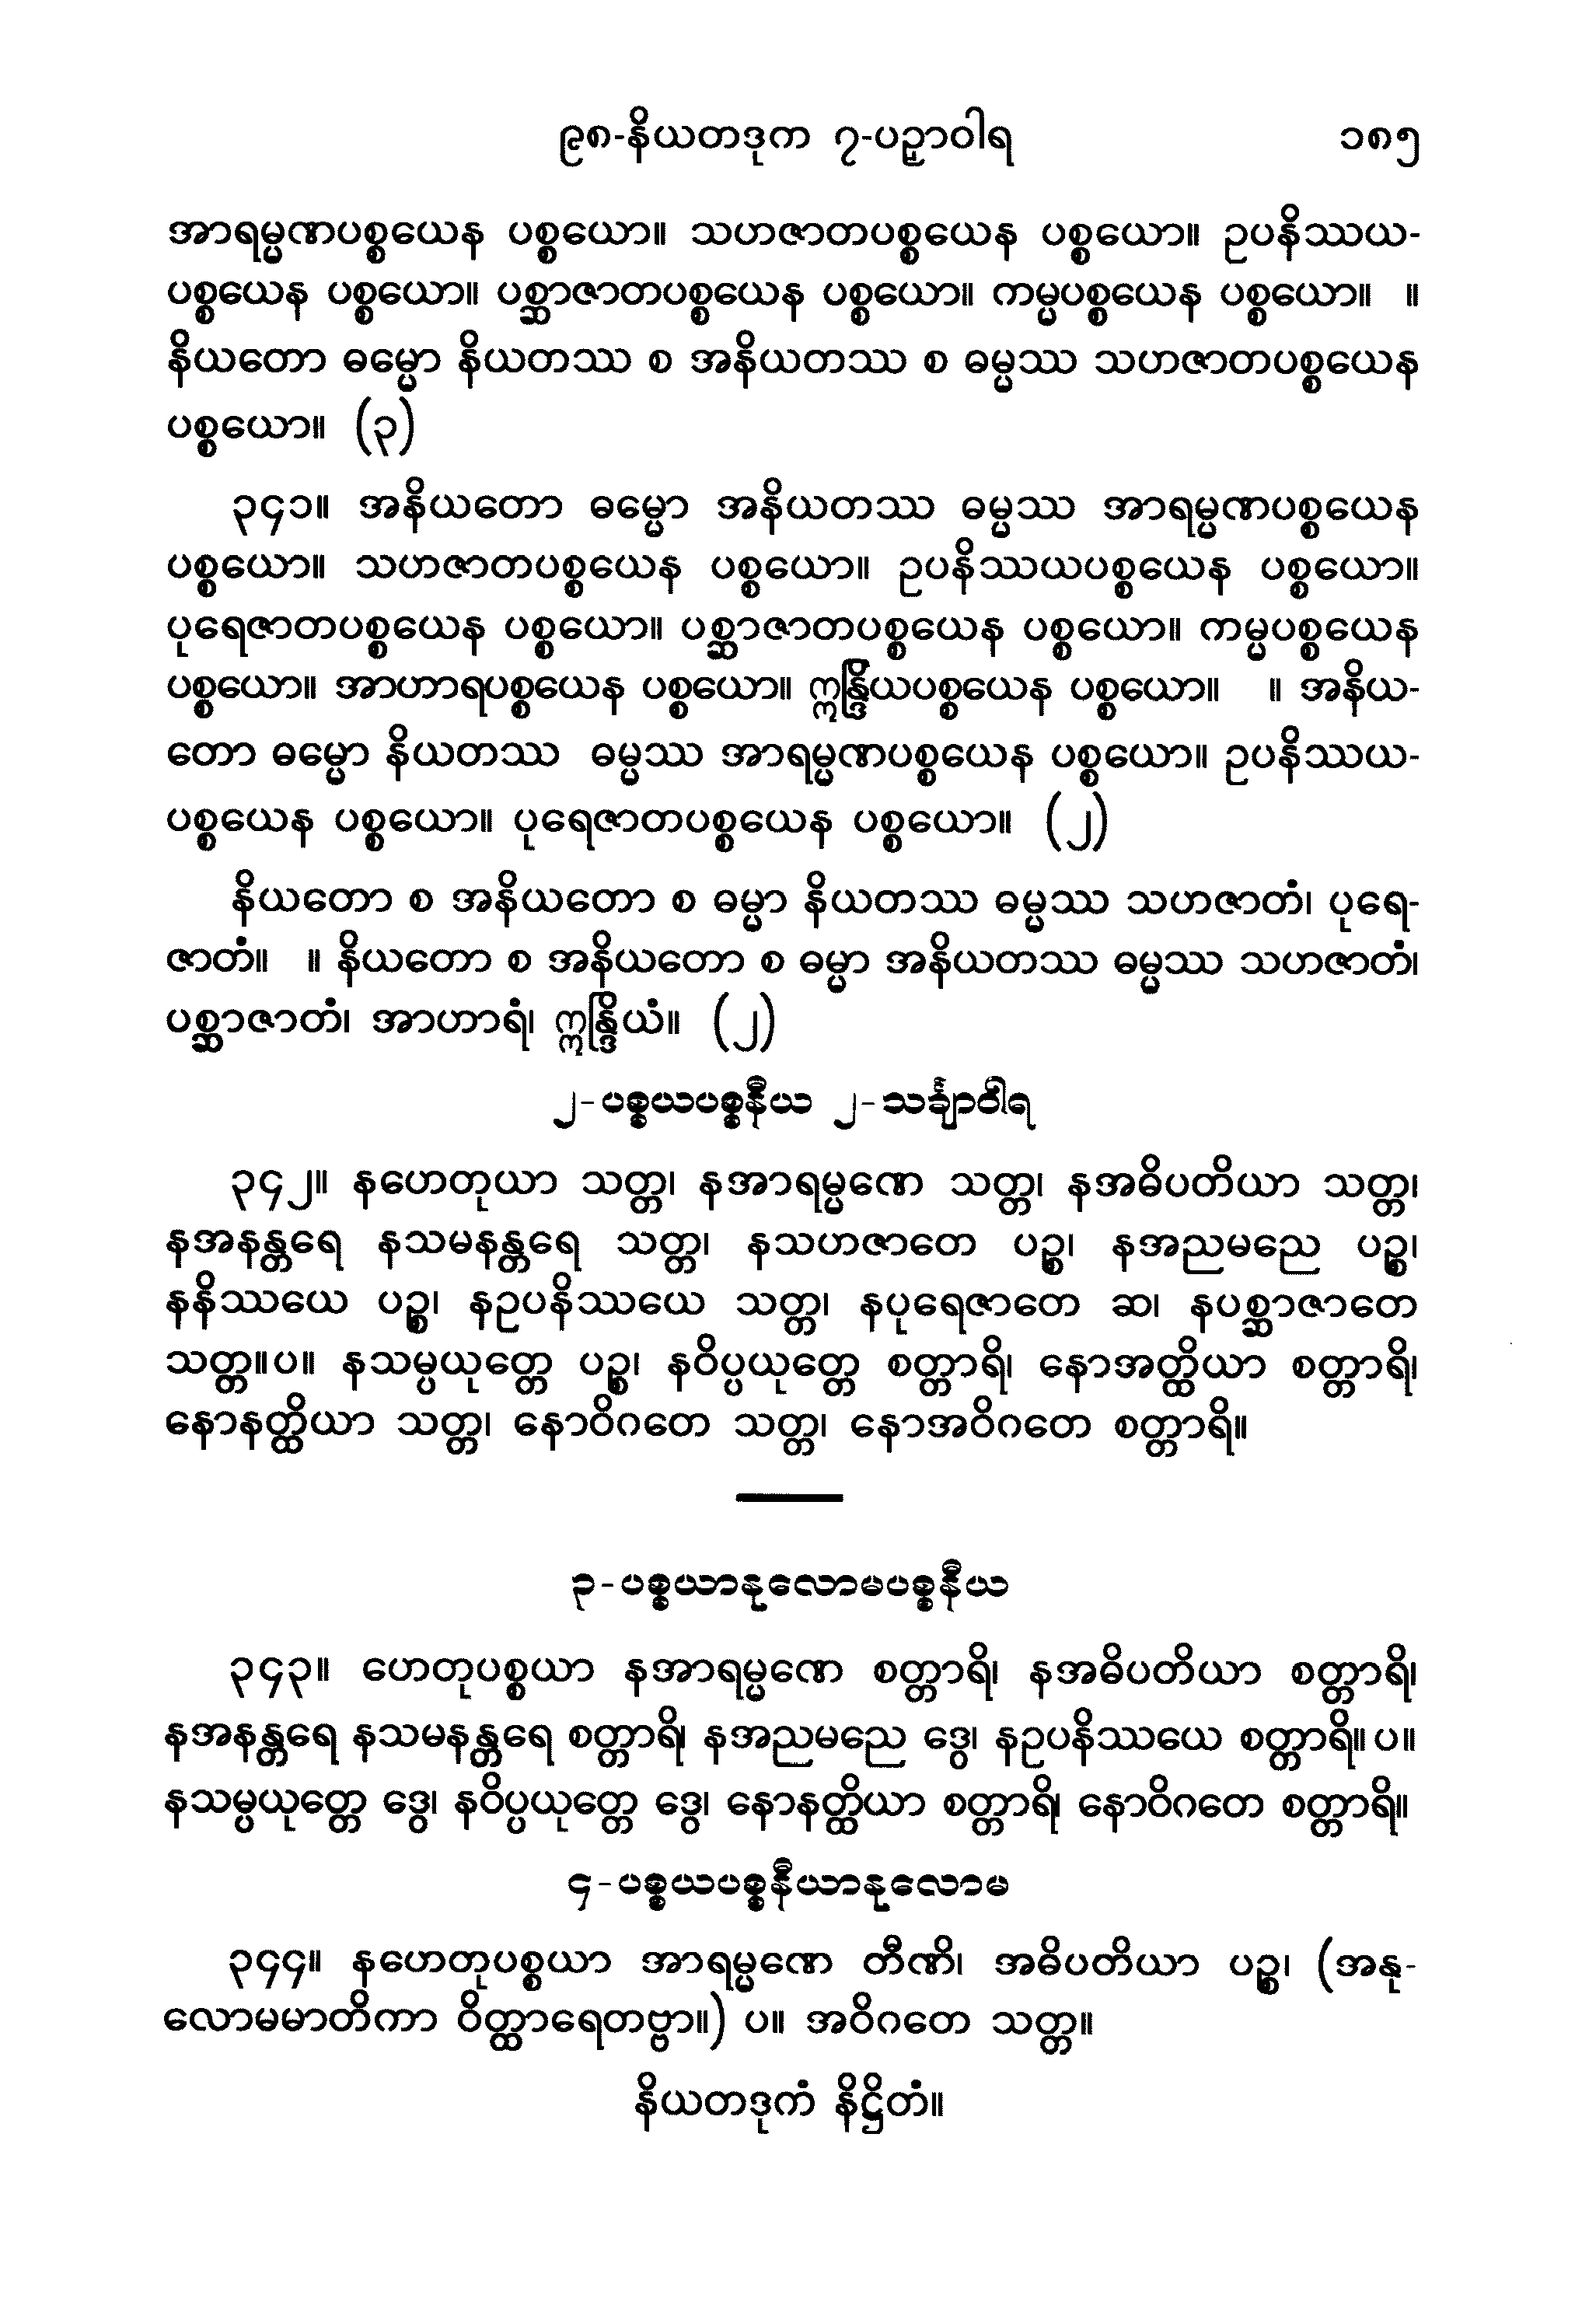 ၉၈-နိယတဒုက ၇-ပဉှာဝါရ ၁၈၅
အာရမ္မဏပစ္စယေန ပစ္စယော။ သဟဇာတပစ္စယေန ပစ္စယော။ ဥပနိဿယ-
ပစ္စယေန ပစ္စယော။ ပစ္ဆာဇာတပစ္စယေန ပစ္စယော။ ကမ္မပစ္စယေန ပစ္စယော။ ။
နိယတော ဓမ္မော နိယတဿ စ အနိယတဿ စ ဓမ္မဿ သဟဇာတပစ္စယေန
ပစ္စယော။ (၃)
၃၄၁။ အနိယတော ဓမ္မော အနိယတဿ ဓမ္မဿ အာရမ္မဏပစ္စယေန
ပစ္စယော။ သဟဇာတပစ္စယေန ပစ္စယော။ ဥပနိဿယပစ္စယေန ပစ္စယော။
ပုရေဇာတပစ္စယေန ပစ္စယော။ ပစ္ဆာဇာတပစ္စယေန ပစ္စယော။ ကမ္မပစ္စယေန
ပစ္စယော။ အာဟာရပစ္စယေန ပစ္စယော။ ဣန္ဒြိယပစ္စယေန ပစ္စယော။ ။ အနိယ-
တော ဓမ္မော နိယတဿ ဓမ္မဿ အာရမ္မဏပစ္စယေန ပစ္စယော။ ဥပနိဿယ-
ပစ္စယေန ပစ္စယော။ ပုရေဇာတပစ္စယေန ပစ္စယော။ (၂)
နိယတော စ အနိယတော စ ဓမ္မာ နိယတဿ ဓမ္မဿ သဟဇာတံ၊ ပုရေ-
ဇာတံ။ ။ နိယတော စ အနိယတော စ ဓမ္မာ အနိယတဿ ဓမ္မဿ သဟဇာတံ၊
ပစ္ဆာဇာတံ၊ အာဟာရံ၊ ဣန္ဒြိယံ။ (၂)
၂-ပစ္စယပစ္စနီယ ၂-သင်္ချာဝါရ
၃၄၂။ နဟေတုယာ သတ္တ၊ နအာရမ္မဏေ သတ္တ၊ နအဓိပတိယာ သတ္တ၊
နအနန္တရေ နသမနန္တရေ သတ္တ၊ နသဟဇာတေ ပဉ္စ၊ နအညမညေ ပဉ္စ၊
နနိဿယေ ပဉ္စ၊ နဥပနိဿယေ သတ္တ၊ နပုရေဇာတေ ဆ၊ နပစ္ဆာဇာတေ
သတ္တ။ပ။ နသမ္ပယုတ္တေ ပဉ္စ၊ နဝိပ္ပယုတ္တေ စတ္တာရိ၊ နောအတ္ထိယာ စတ္တာရိ၊
နောနတ္ထိယာ သတ္တ၊ နောဝိဂတေ သတ္တ၊ နောအဝိဂတေ စတ္တာရိ။
၃-ပစ္စယာနုလောမပစ္စနီယ
၃၄၃။ ဟေတုပစ္စယာ နအာရမ္မဏေ စတ္တာရိ၊ နအဓိပတိယာ စတ္တာရိ၊
နအနန္တရေ နသမနန္တရေ စတ္တာရိ၊ နအညမညေ ဒွေ၊ နဥပနိဿယေ စတ္တာရိ။ပ။
နသမ္ပယုတ္တေ ဒွေ၊ နဝိပ္ပယုတ္တေ ဒွေ၊ နောနတ္ထိယာ စတ္တာရိ၊ နောဝိဂတေ စတ္တာရိ။
၄-ပစ္စယပစ္စနီယာနုလောမ
၃၄၄။ နဟေတုပစ္စယာ အာရမ္မဏေ တီဏိ၊ အဓိပတိယာ ပဉ္စ၊ (အနု-
လောမမာတိကာ ဝိတ္ထာရေတဗ္ဗာ။) ပ။ အဝိဂတေ သတ္တ။
နိယတဒုကံ နိဋ္ဌိတံ။